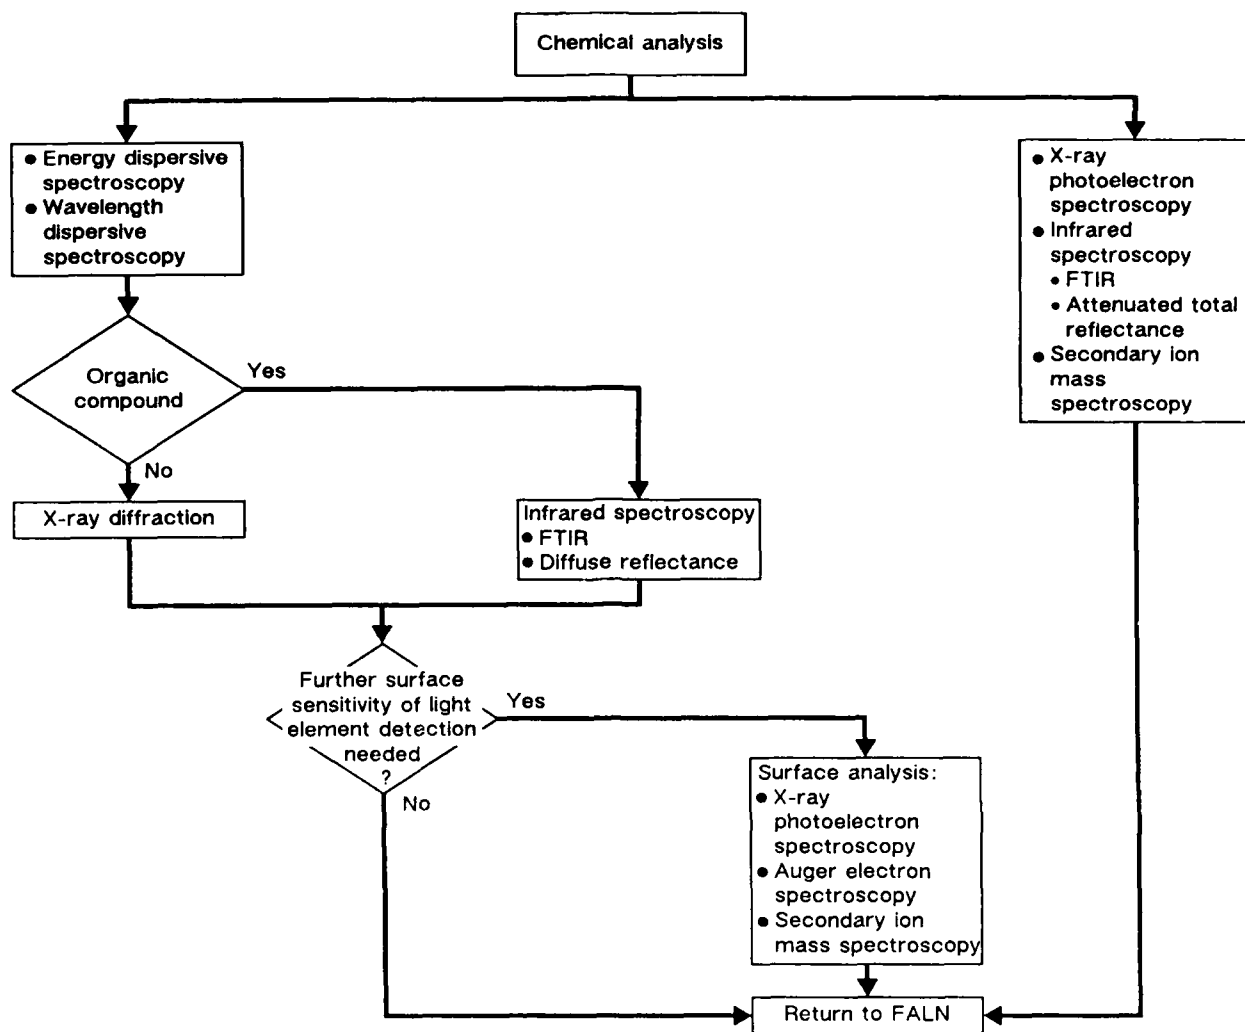 Chemical analysis
● Energy dispersive
spectroscopy
● Wavelength
dispersive
spectroscopy
● X-ray
photoelectron
spectroscopy
● Infrared
spectroscopy
• FTIR
• Attenuated total
reflectance
● Secondary ion
mass
spectroscopy
Organic
compound
Yes
No
X-ray diffraction
Infrared spectroscopy
● FTIR
● Diffuse reflectance
Further surface
sensitivity of light
element detection
needed
?
Yes
No
Surface analysis:
● X-ray
photoelectron
spectroscopy
● Auger electron
spectroscopy
● Secondary ion
mass spectroscopy
Return to FALN